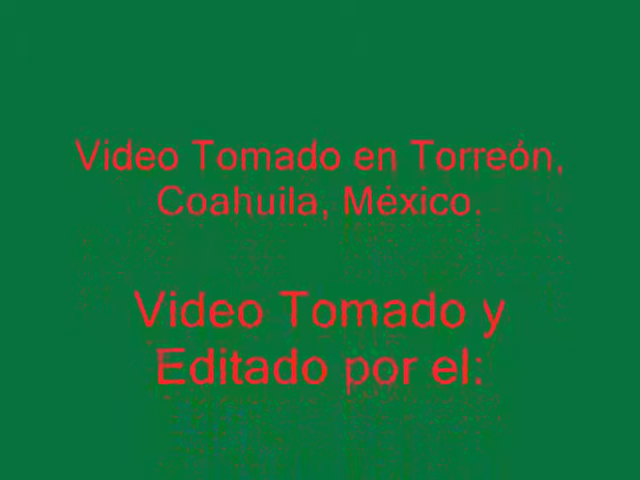 Video Tomado en Torreón,
Coahuila, México.
Video Tomado y
Editado por el: